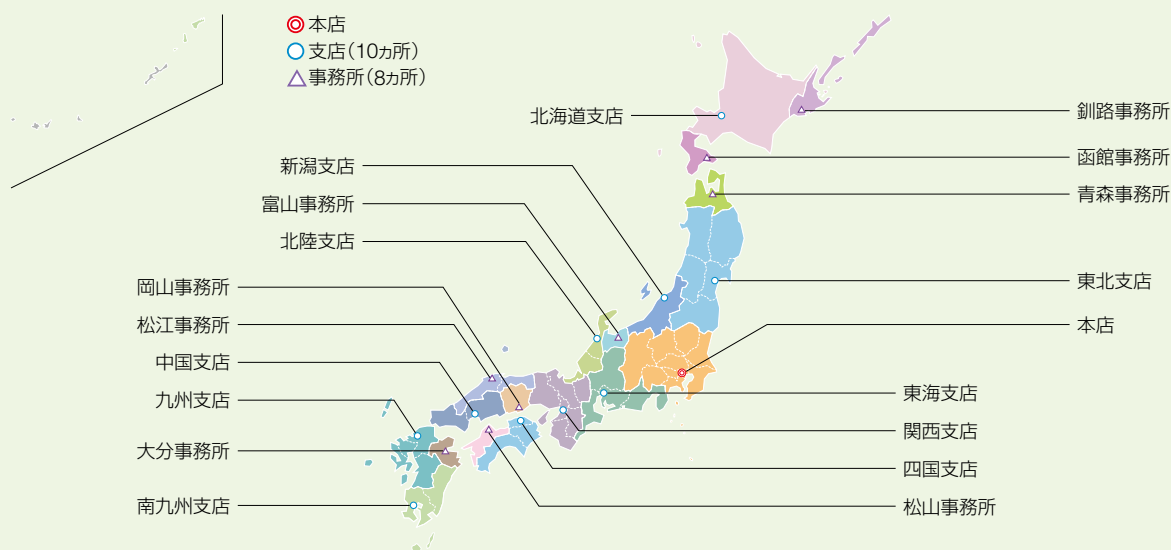 本店
支店(10ヵ所)
事務所(8ヵ所)
北海道支店
新潟支店
富山事務所
北陸支店
岡山事務所
松江事務所
中国支店
九州支店
大分事務所
南九州支店
釧路事務所
函館事務所
青森事務所
東北支店
本店
東海支店
関西支店
四国支店
松山事務所